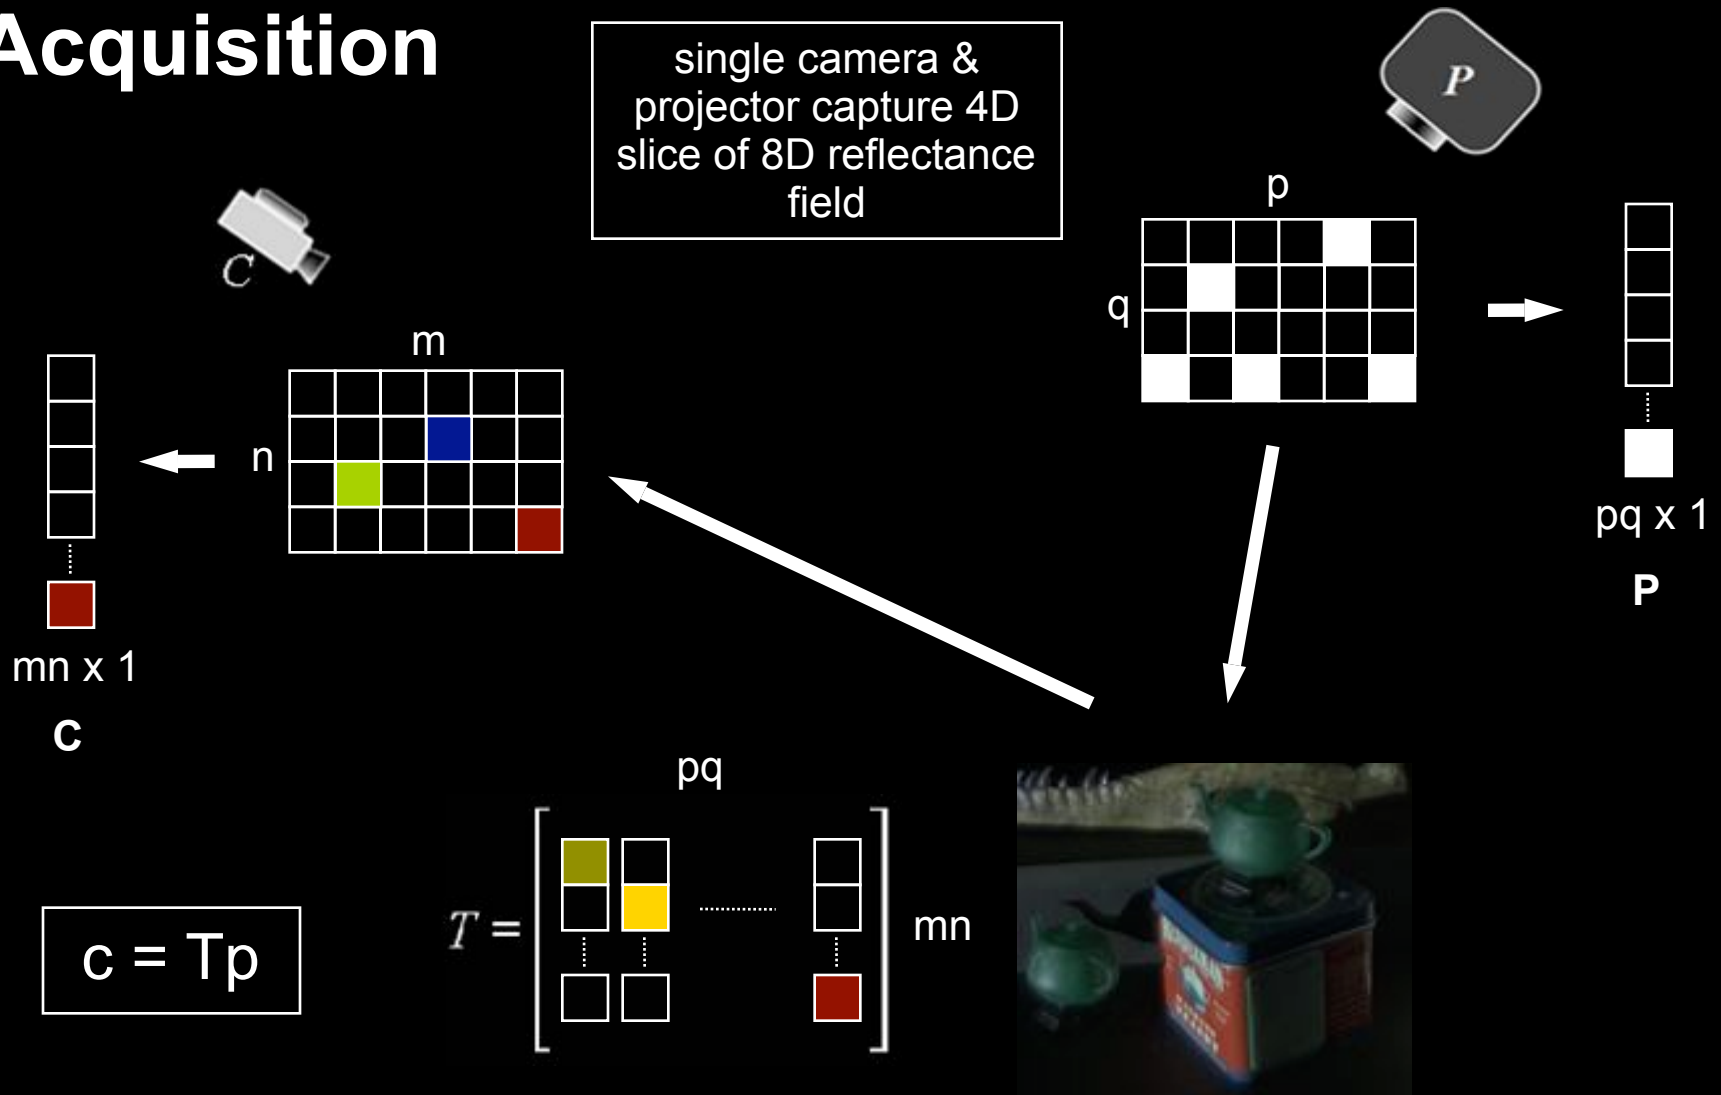 Acquisition
single camera &
projector capture 4D
slice of 8D reflectance
field
P
C
p
q
m
n
pq x 1
P
mn x 1
c
pq
T =
mn
c = Tp